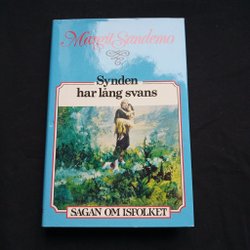 Margit Sandemo
Synden
har lång svans
SAGAN OM ISFOLKET